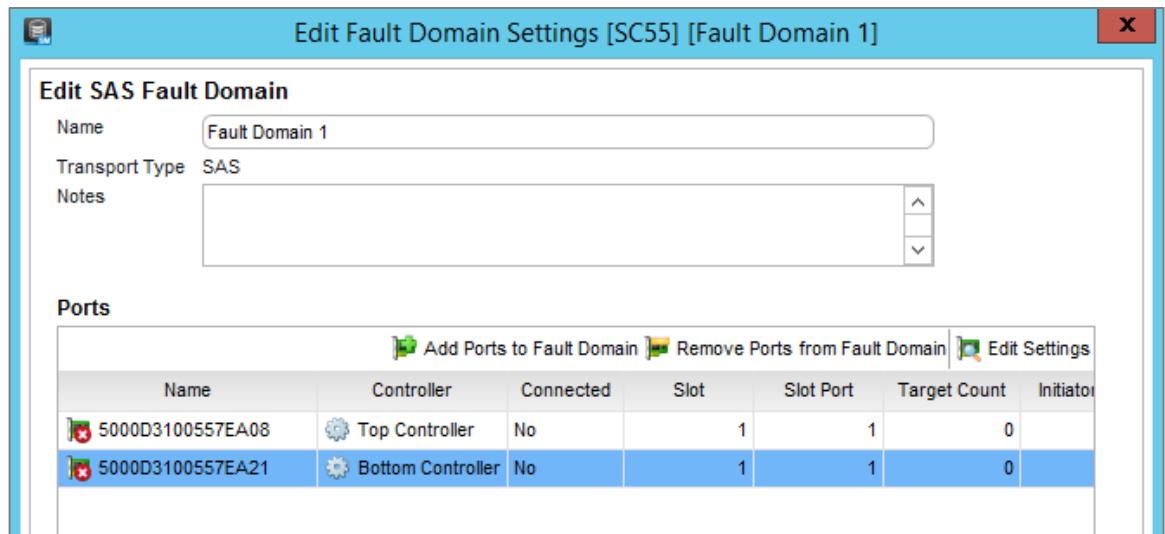 Edit Fault Domain Settings [SC55] [Fault Domain 1]
x
Edit SAS Fault Domain
Name Fault Domain 1
Transport Type SAS
Notes
Ports
Add Ports to Fault Domain Remove Ports from Fault Domain Edit Settings
Name Controller Connected Slot Slot Port Target Count Initiator
5000D3100557EA08 Top Controller No 1 1 0
5000D3100557EA21 Bottom Controller No 1 1 0